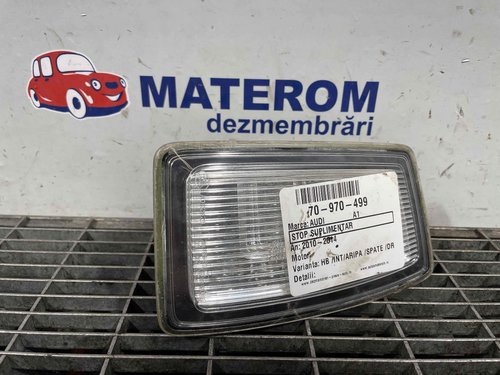 MATEROM
dezmembrări
70-970-499
Marca: AUDI A1
STOP SUPLIMENTAR
An: 2010-2014
Motor:
Varianta: HB INT/ARIPA /SPATE /DR
Detalii: